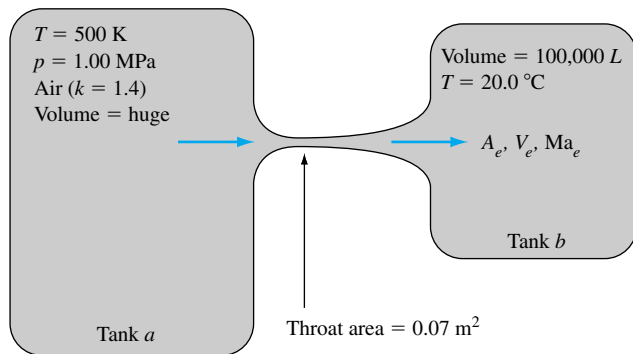 T = 500 K
p = 1.00 MPa
Air (k = 1.4)
Volume = huge
Volume = 100,000 L
T = 20.0 °C
A_e, V_e, Ma_e
Tank b
Throat area = 0.07 m²
Tank a